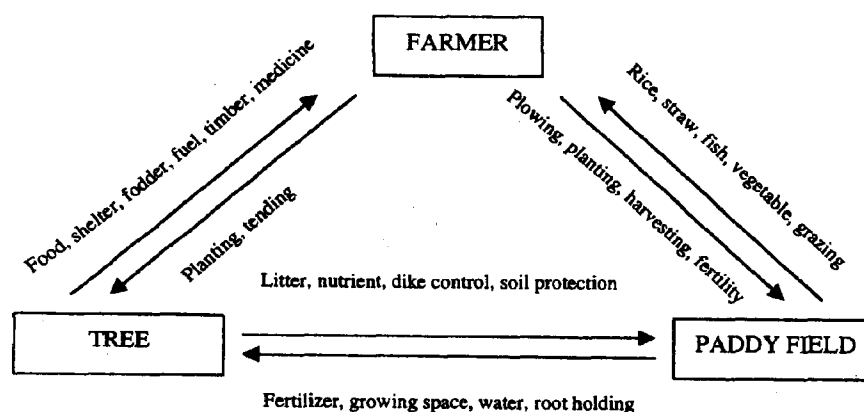 FARMER
Food, shelter, fodder, fuel, timber, medicine
Planting, tending
Plowing, planting, harvesting, fertility
Rice, straw, fish, vegetable, grazing
Litter, nutrient, dike control, soil protection
TREE
PADDY FIELD
Fertilizer, growing space, water, root holding